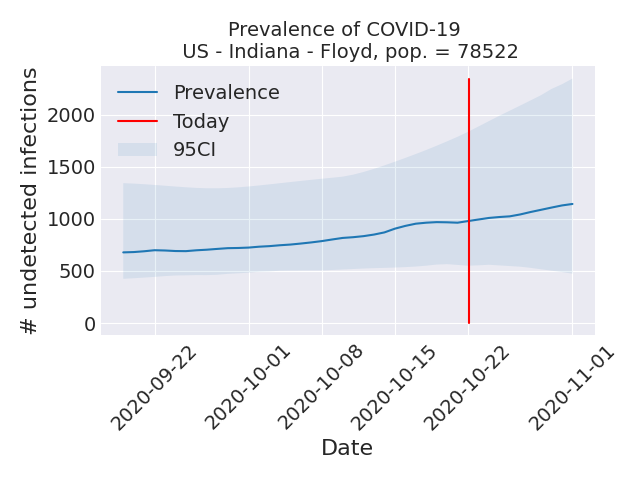 Prevalence of COVID-19
US - Indiana - Floyd, pop. = 78522
Prevalence
Today
95CI
# undetected infections
2000
1500
1000
500
0
2020-09-22
2020-10-01
2020-10-08
2020-10-15
2020-10-22
2020-11-01
Date